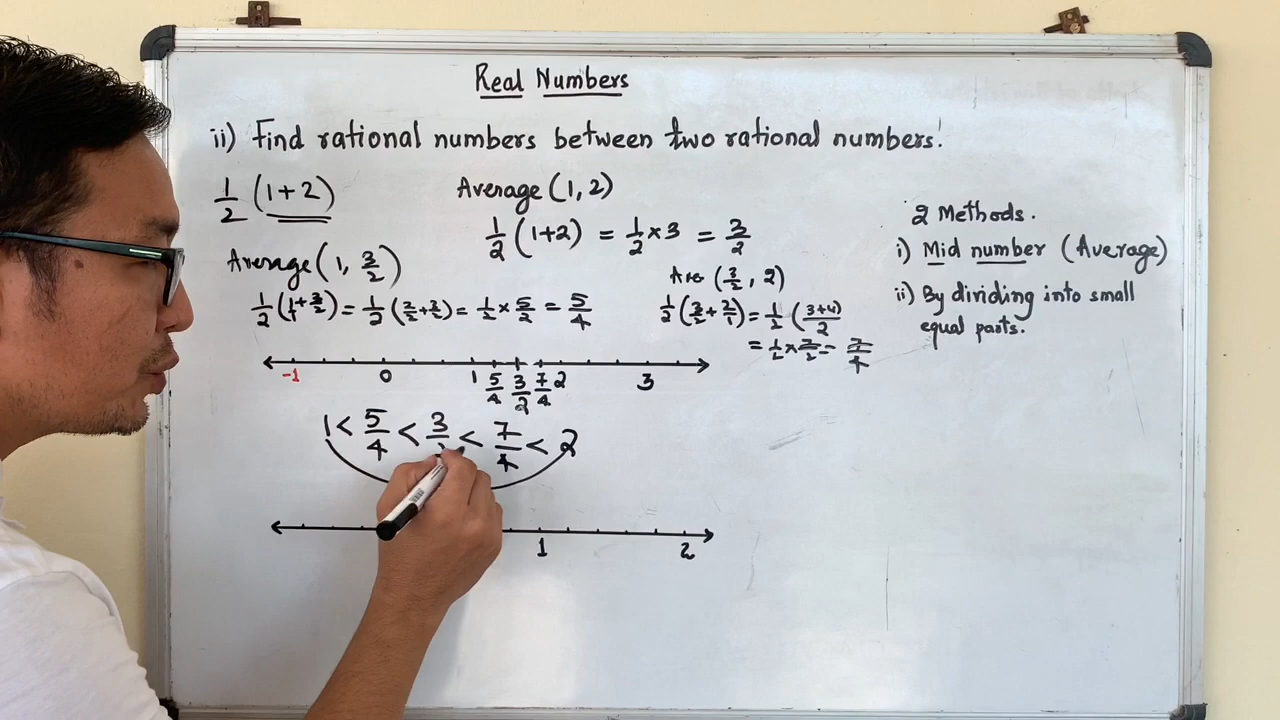 Real Numbers
ii) Find rational numbers between two rational numbers.
1/2 (1+2)
Average (1, 2)
1/2 (1+2) = 1/2 × 3 = 3/2
2 Methods.
i) Mid number (Average)
ii) By dividing into small
equal parts.
Average (1, 3/2)
1/2 (1/1 + 3/2) = 1/2 (2/2 + 3/2) = 1/2 × 5/2 = 5/4
Ave (3/2, 2)
1/2 (3/2 + 2/1) = 1/2 ((3+4)/2)
= 1/2 × 7/2 = 7/4
-1 0 1 5/4 3/2 7/4 2 3
1 < 5/4 < 3/ < 7/4 < 2
1 2